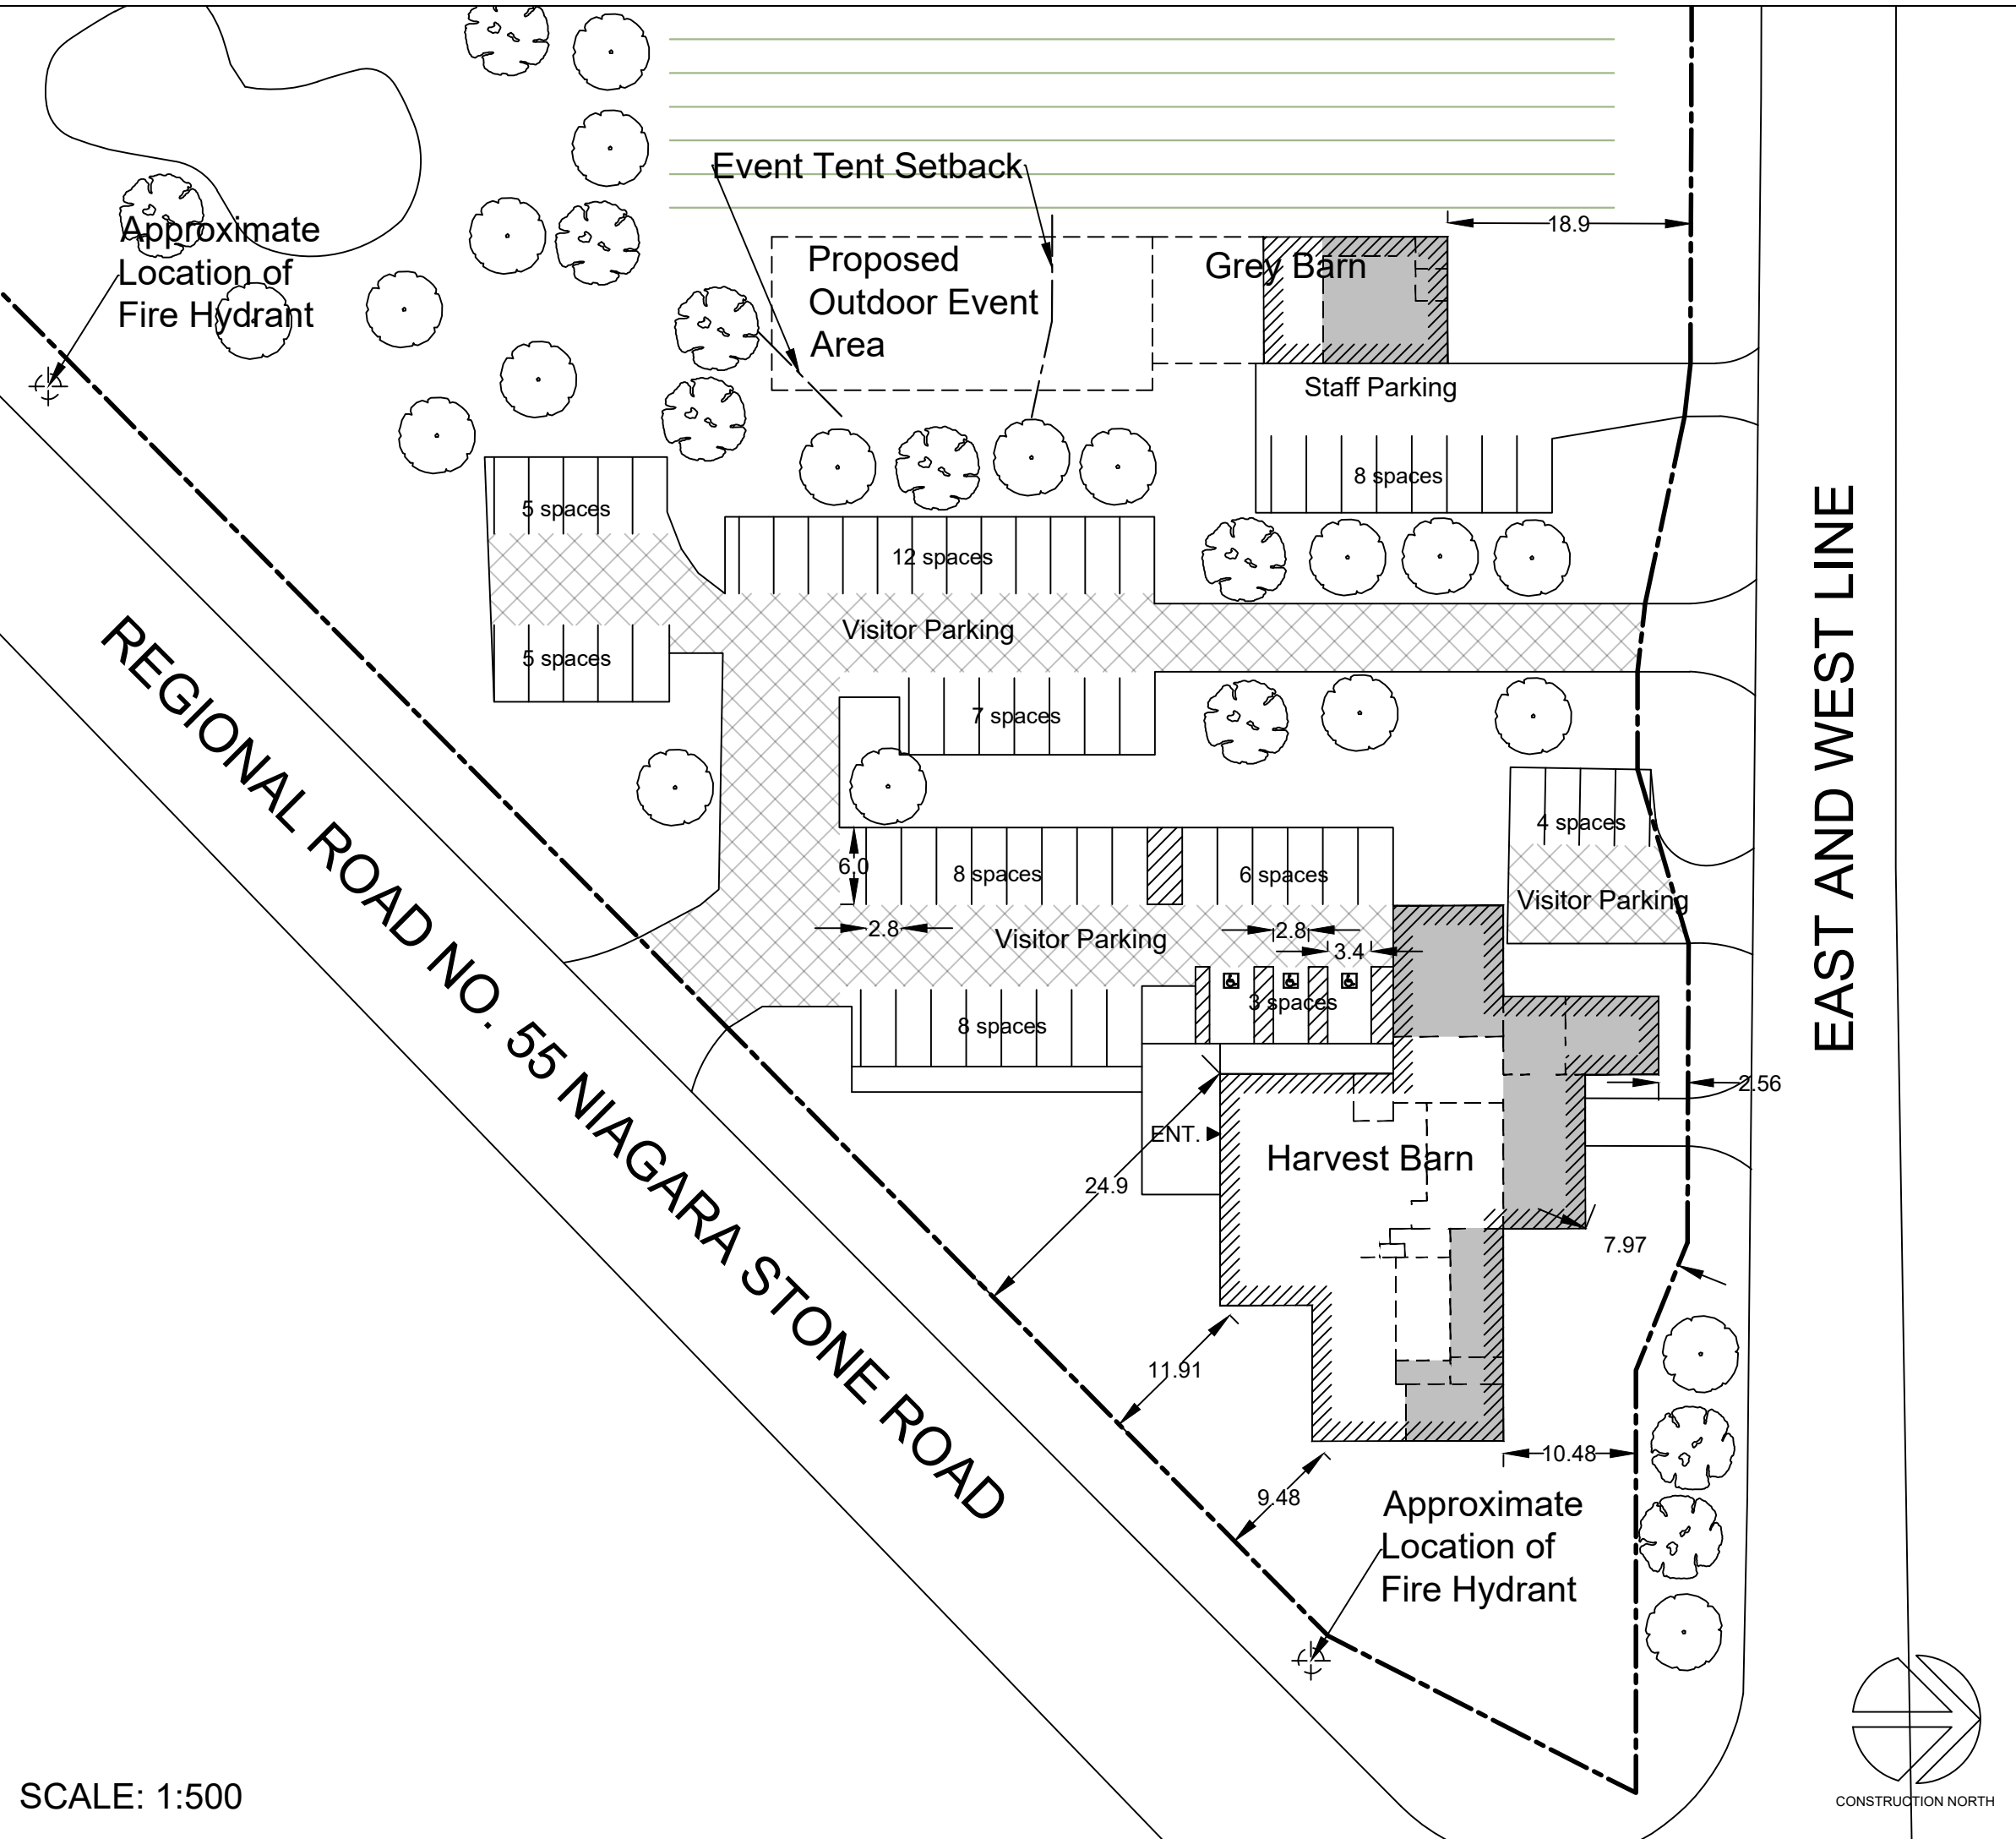 Event Tent Setback
Approximate
Location of
Fire Hydrant
18.9
Proposed
Outdoor Event
Area
Grey Barn
Staff Parking
8 spaces
5 spaces
12 spaces
Visitor Parking
5 spaces
7 spaces
4 spaces
Visitor Parking
6.0
8 spaces
6 spaces
2.8
Visitor Parking
2.8
3.4
3 spaces
8 spaces
2.56
ENT.
Harvest Barn
24.9
7.97
11.91
10.48
9.48
Approximate
Location of
Fire Hydrant
REGIONAL ROAD NO. 55 NIAGARA STONE ROAD
EAST AND WEST LINE
SCALE: 1:500
CONSTRUCTION NORTH